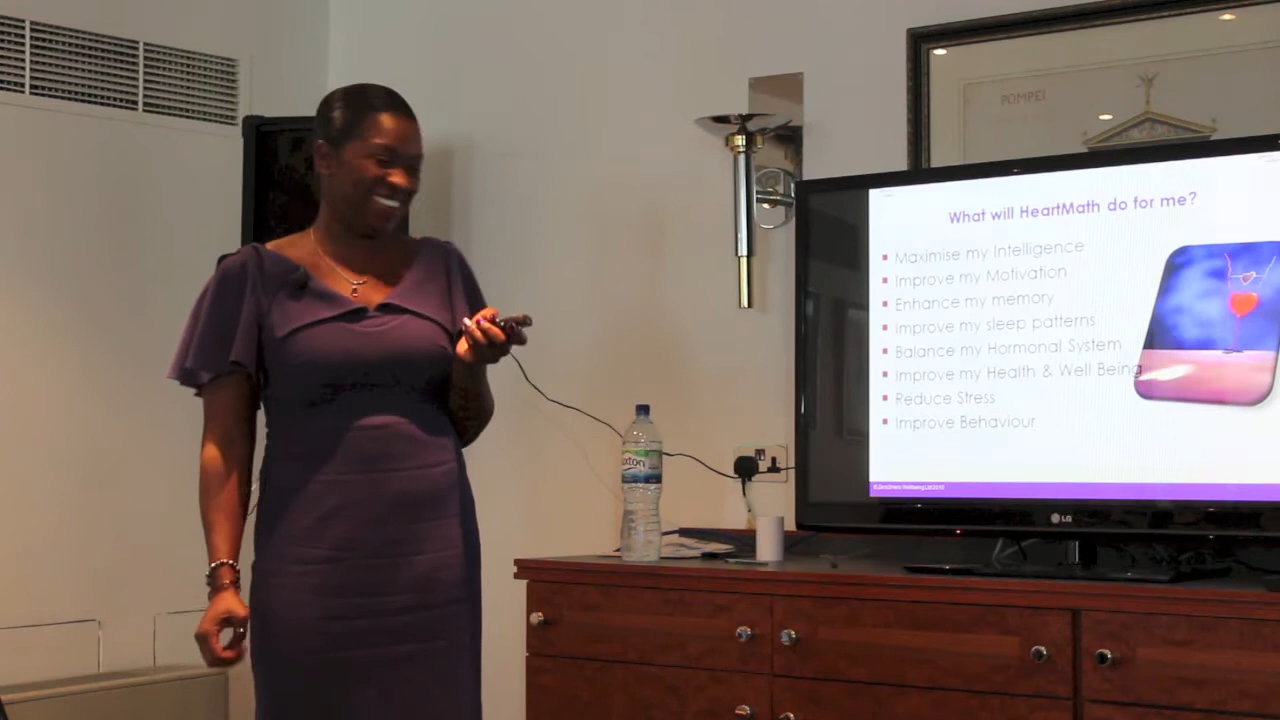 POMPEI
What will HeartMath do for me?
Maximise my Intelligence
Improve my Motivation
Enhance my memory
Improve my sleep patterns
Balance my Hormonal System
Improve my Health & Well Being
Reduce Stress
Improve Behaviour
LG